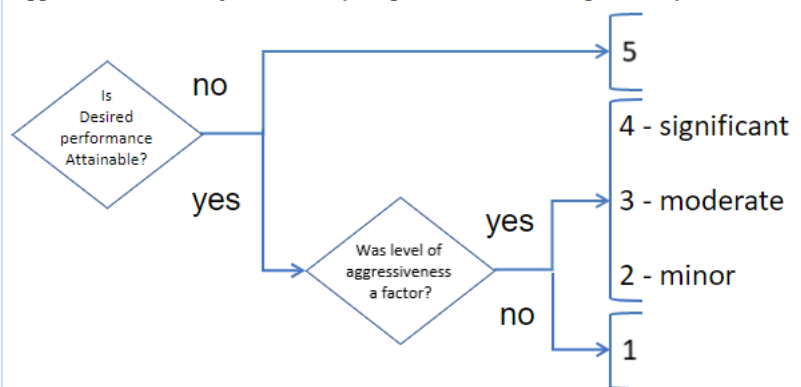 no
5
Is
Desired
performance
Attainable?
4 - significant
yes
3 - moderate
yes
Was level of
aggressiveness
a factor?
2 - minor
no
1